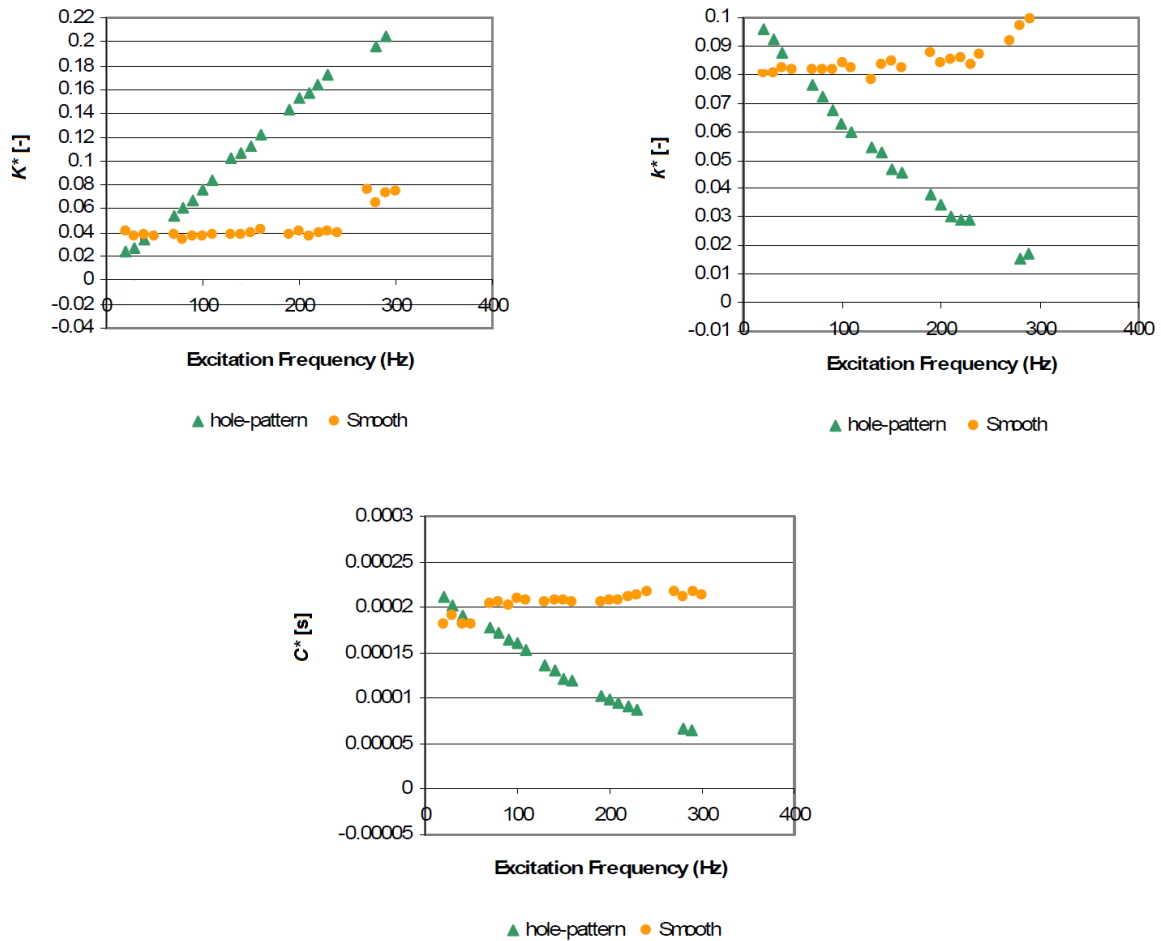 0.22
0.2
0.18
0.16
0.14
0.12
0.1
0.08
0.06
0.04
0.02
0
-0.02
-0.04
K* [-]
0 100 200 300 400
Excitation Frequency (Hz)
hole-pattern Smooth
0.1
0.09
0.08
0.07
0.06
0.05
0.04
0.03
0.02
0.01
0
-0.01
k* [-]
0 100 200 300 400
Excitation Frequency (Hz)
hole-pattern Smooth
0.0003
0.00025
0.0002
0.00015
0.0001
0.00005
0
-0.00005
C* [s]
0 100 200 300 400
Excitation Frequency (Hz)
hole-pattern Smooth